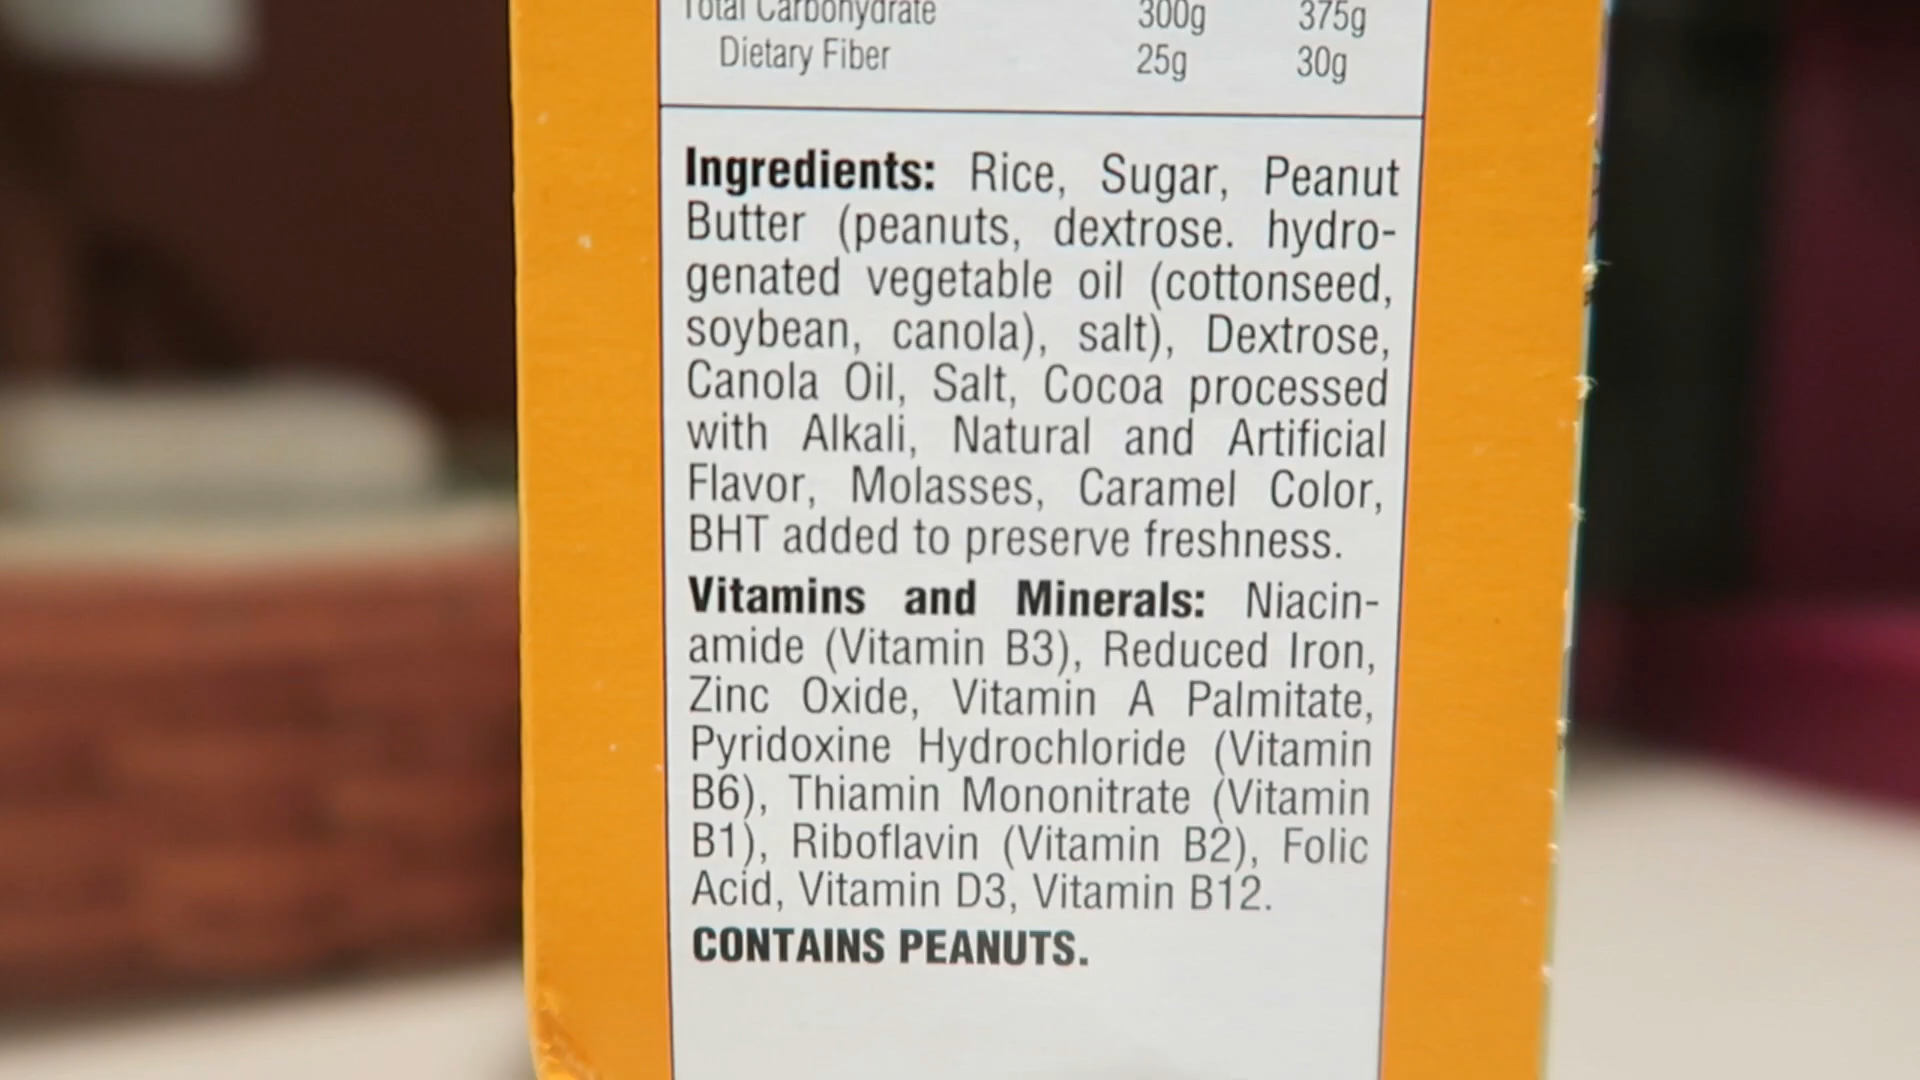 Total Carbohydrate 300g 375g
Dietary Fiber 25g 30g
Ingredients: Rice, Sugar, Peanut
Butter (peanuts, dextrose. hydro-
genated vegetable oil (cottonseed,
soybean, canola), salt), Dextrose,
Canola Oil, Salt, Cocoa processed
with Alkali, Natural and Artificial
Flavor, Molasses, Caramel Color,
BHT added to preserve freshness.
Vitamins and Minerals: Niacin-
amide (Vitamin B3), Reduced Iron,
Zinc Oxide, Vitamin A Palmitate,
Pyridoxine Hydrochloride (Vitamin
B6), Thiamin Mononitrate (Vitamin
B1), Riboflavin (Vitamin B2), Folic
Acid, Vitamin D3, Vitamin B12.
CONTAINS PEANUTS.